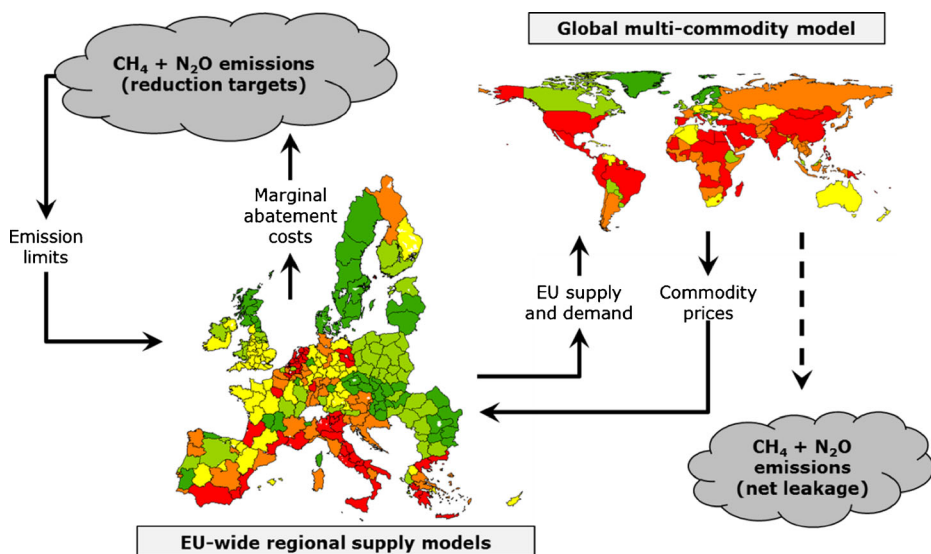 Global multi-commodity model
CH₄ + N₂O emissions
(reduction targets)
Marginal
abatement
costs
Emission
limits
EU supply
and demand
Commodity
prices
CH₄ + N₂O
emissions
(net leakage)
EU-wide regional supply models